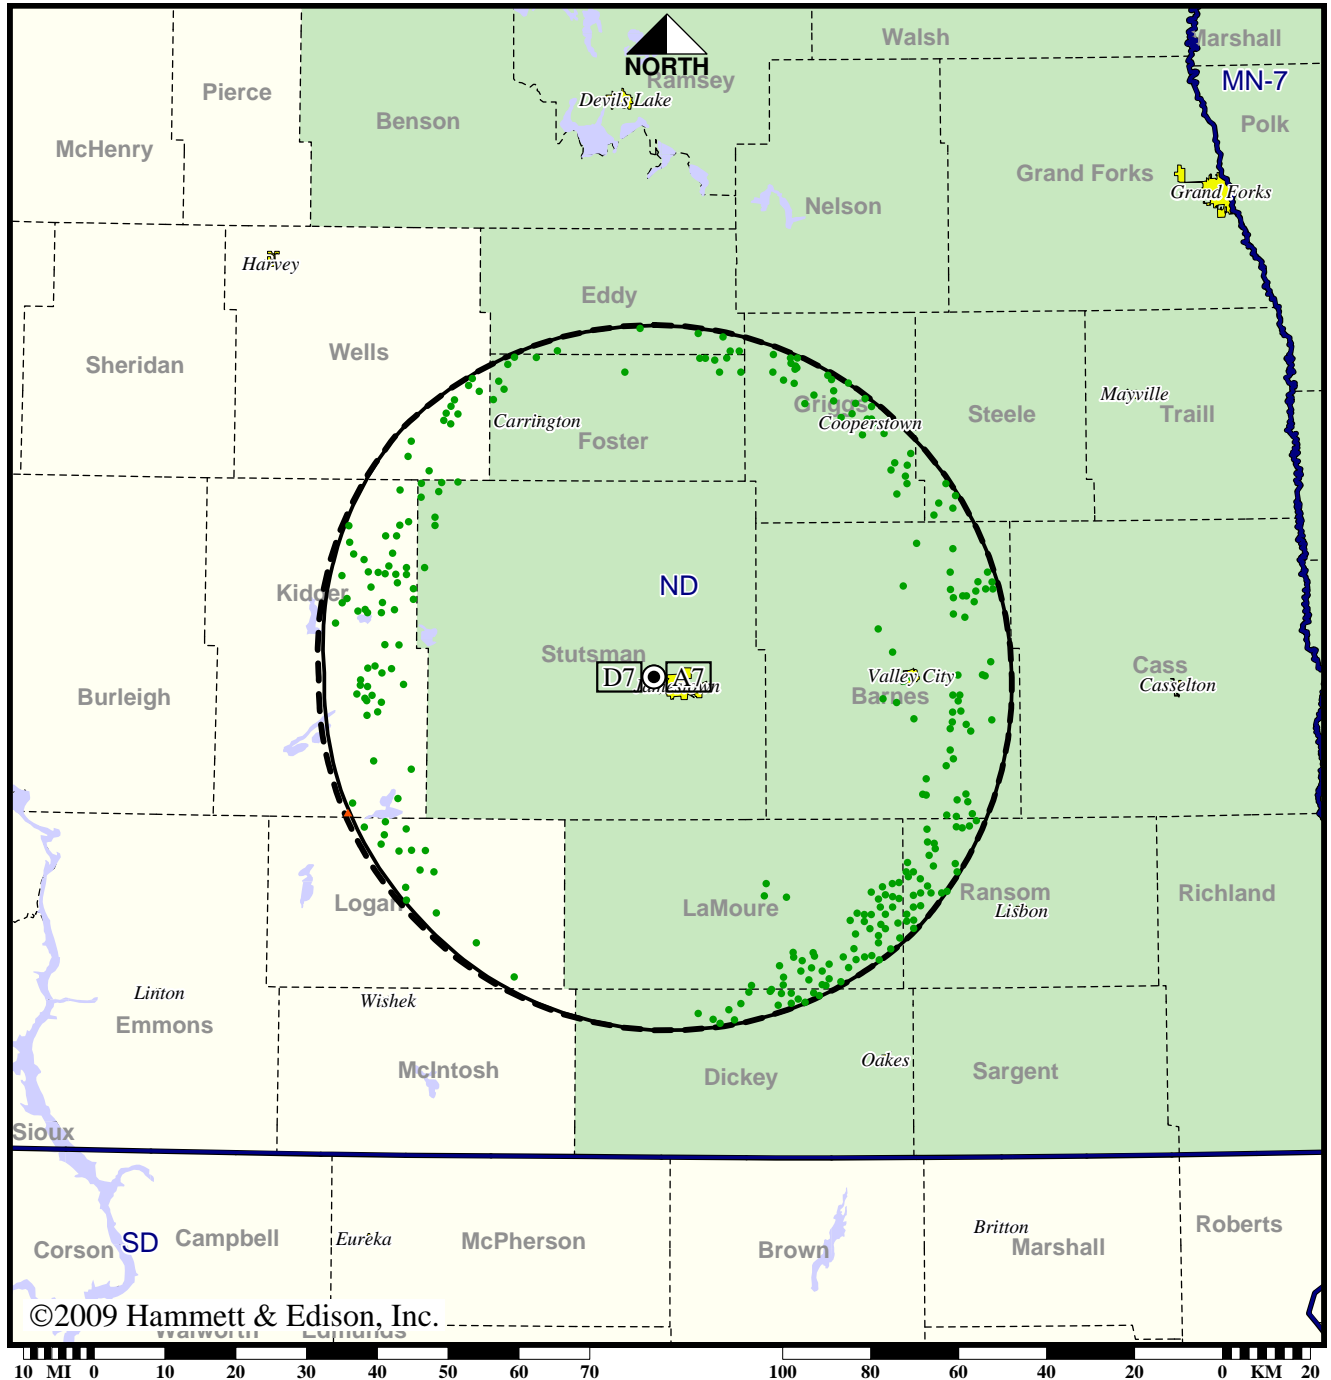 Walsh
Marshall
NORTH
Ramsey
MN-7
Pierce
Devils Lake
Benson
Polk
McHenry
Grand Forks
Grand Forks
Nelson
Harvey
Eddy
Wells
Sheridan
Mayville
Griggs
Steele
Traill
Carrington
Cooperstown
Foster
ND
Kidder
Stutsman
D7
A7
Valley City
Cass
Casselton
Burleigh
Barnes
Logan
LaMoure
Ransom
Richland
Lisbon
Linton
Wishek
Emmons
McIntosh
Oakes
Dickey
Sargent
Sioux
Campbell
Eureka
McPherson
Britton
Roberts
Corson
SD
Brown
Marshall
©2009 Hammett & Edison, Inc.
Walworth
Edmunds
10 MI 0 10 20 30 40 50 60 70 100 80 60 40 20 0 KM 20